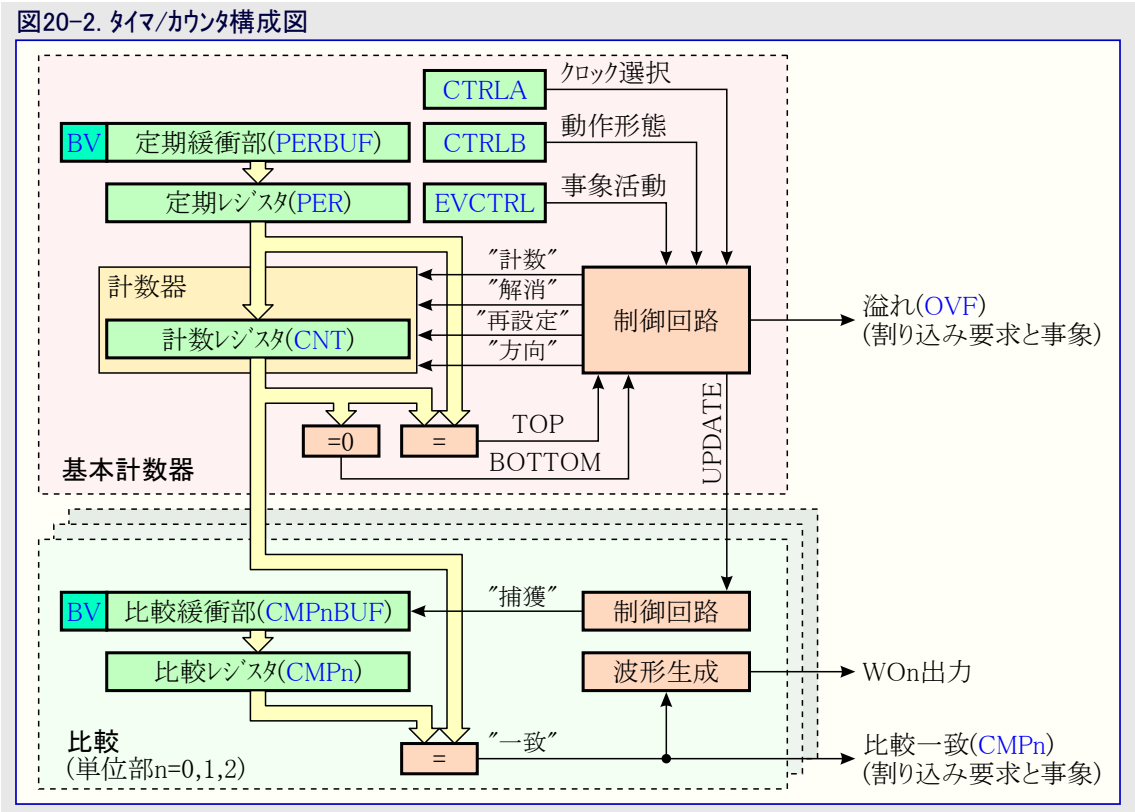 図20-2. タイマ/カウンタ構成図
CTRLA
クロック選択
BV
定期緩衝部(PERBUF)
CTRLB
動作形態
定期レジスタ(PER)
EVCTRL
事象活動
計数器
計数レジスタ(CNT)
"計数"
"解消"
"再設定"
"方向"
制御回路
溢れ(OVF)
(割り込み要求と事象)
=0
=
TOP
BOTTOM
UPDATE
基本計数器
BV
比較緩衝部(CMPnBUF)
"捕獲"
制御回路
比較レジスタ(CMPn)
波形生成
WOn出力
比較
(単位部n=0,1,2)
=
"一致"
比較一致(CMPn)
(割り込み要求と事象)